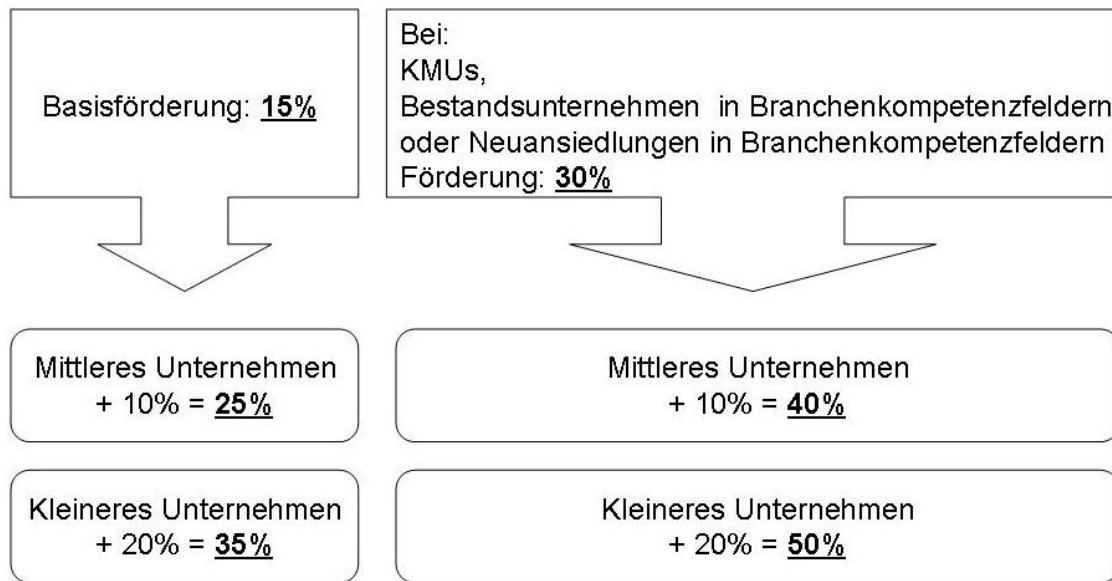 Basisförderung: 15%
Bei:
KMUs,
Bestandsunternehmen in Branchenkompetenzfeldern
oder Neuansiedlungen in Branchenkompetenzfeldern
Förderung: 30%
Mittleres Unternehmen
+ 10% = 25%
Mittleres Unternehmen
+ 10% = 40%
Kleineres Unternehmen
+ 20% = 35%
Kleineres Unternehmen
+ 20% = 50%